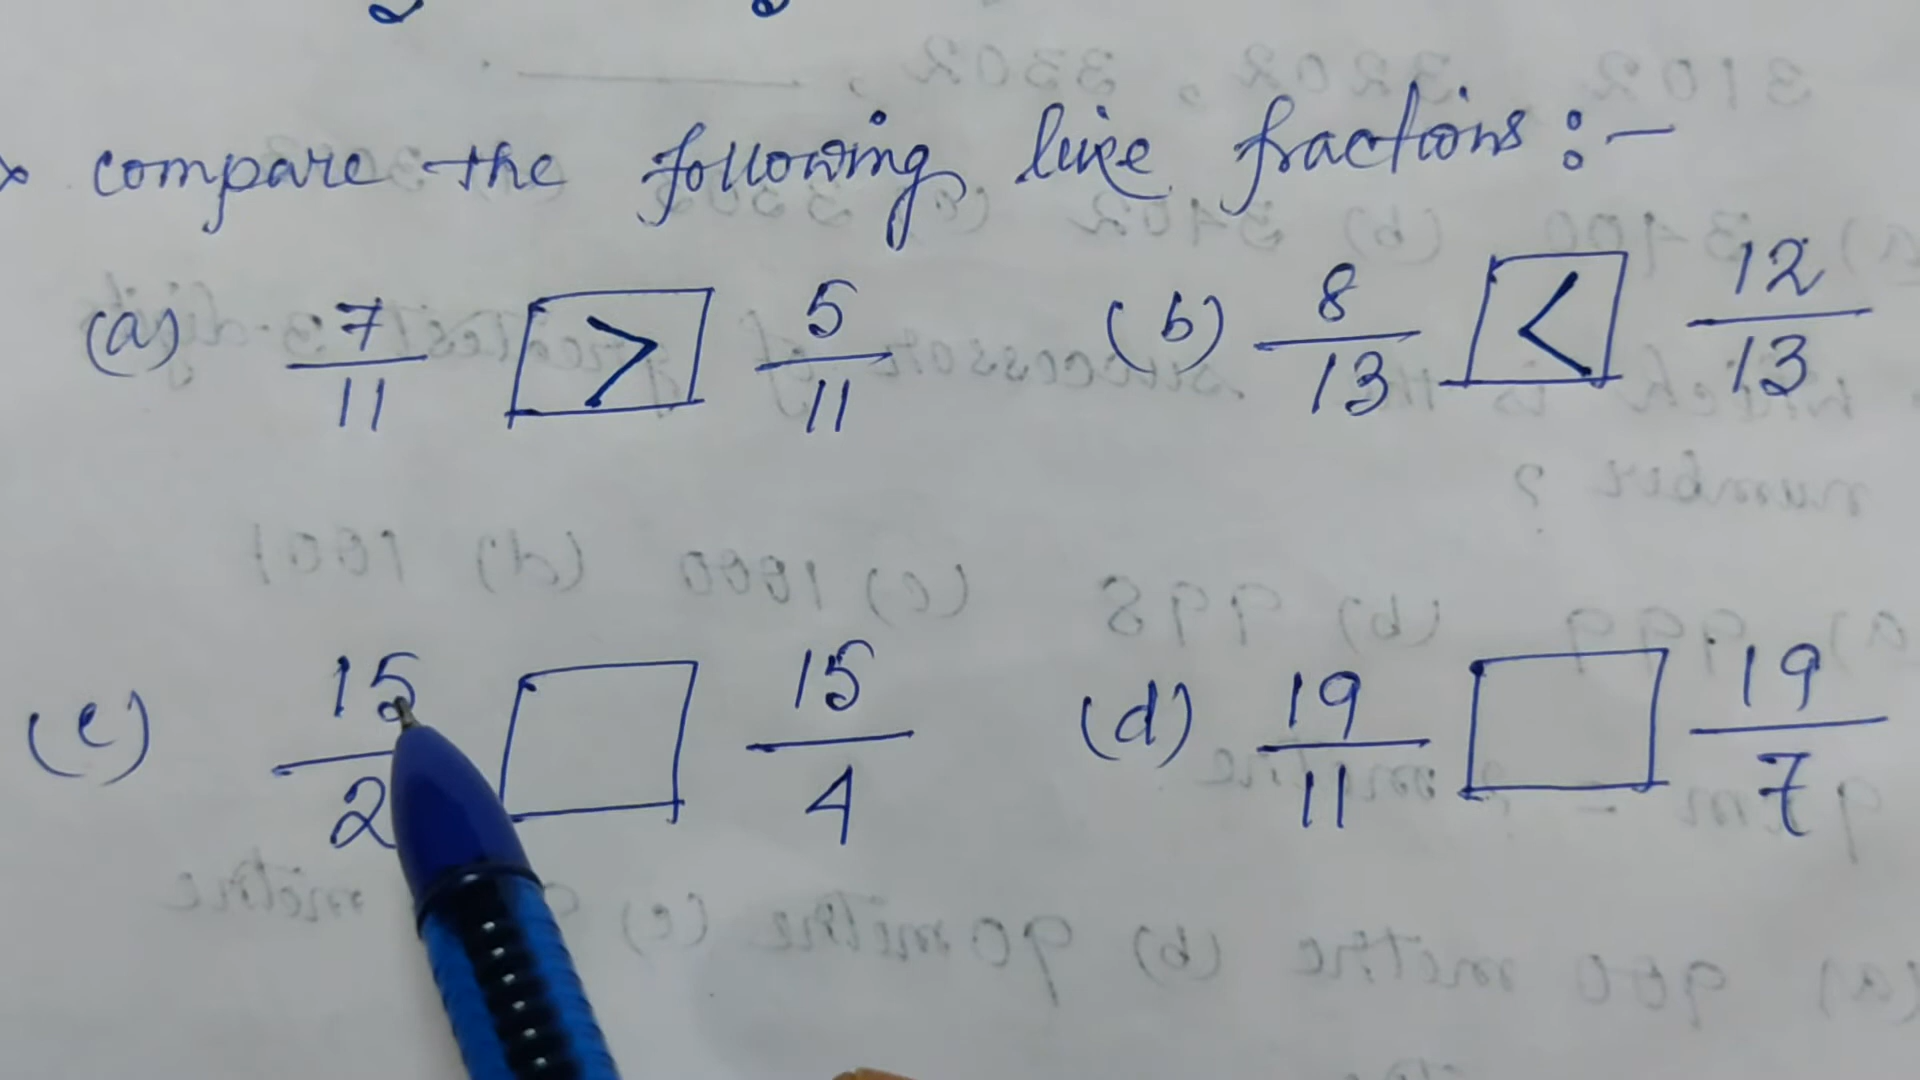 compare the following like fractions :-
(a) 7/11 > 5/11 (b) 8/13 < 12/13
(c) 15/2 □ 15/4 (d) 19/11 □ 19/7